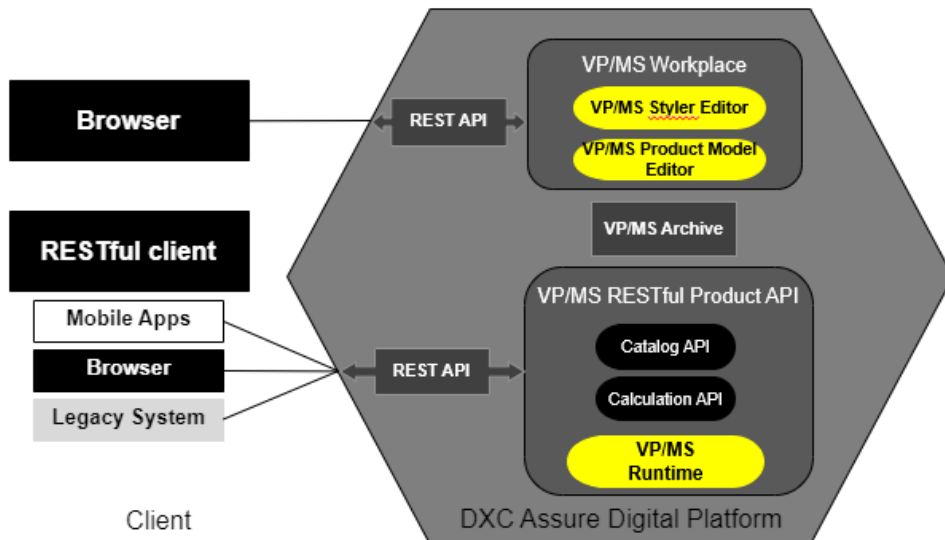 VP/MS Workplace
VP/MS Styler Editor
VP/MS Product Model
Editor
Browser
REST API
VP/MS Archive
RESTful client
Mobile Apps
Browser
Legacy System
REST API
VP/MS RESTful Product API
Catalog API
Calculation API
VP/MS
Runtime
Client
DXC Assure Digital Platform